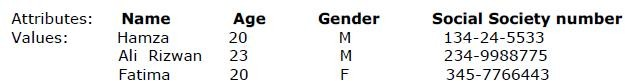 Attributes: Name Age Gender Social Society number
Values: Hamza 20 M 134-24-5533
Ali Rizwan 23 M 234-9988775
Fatima 20 F 345-7766443